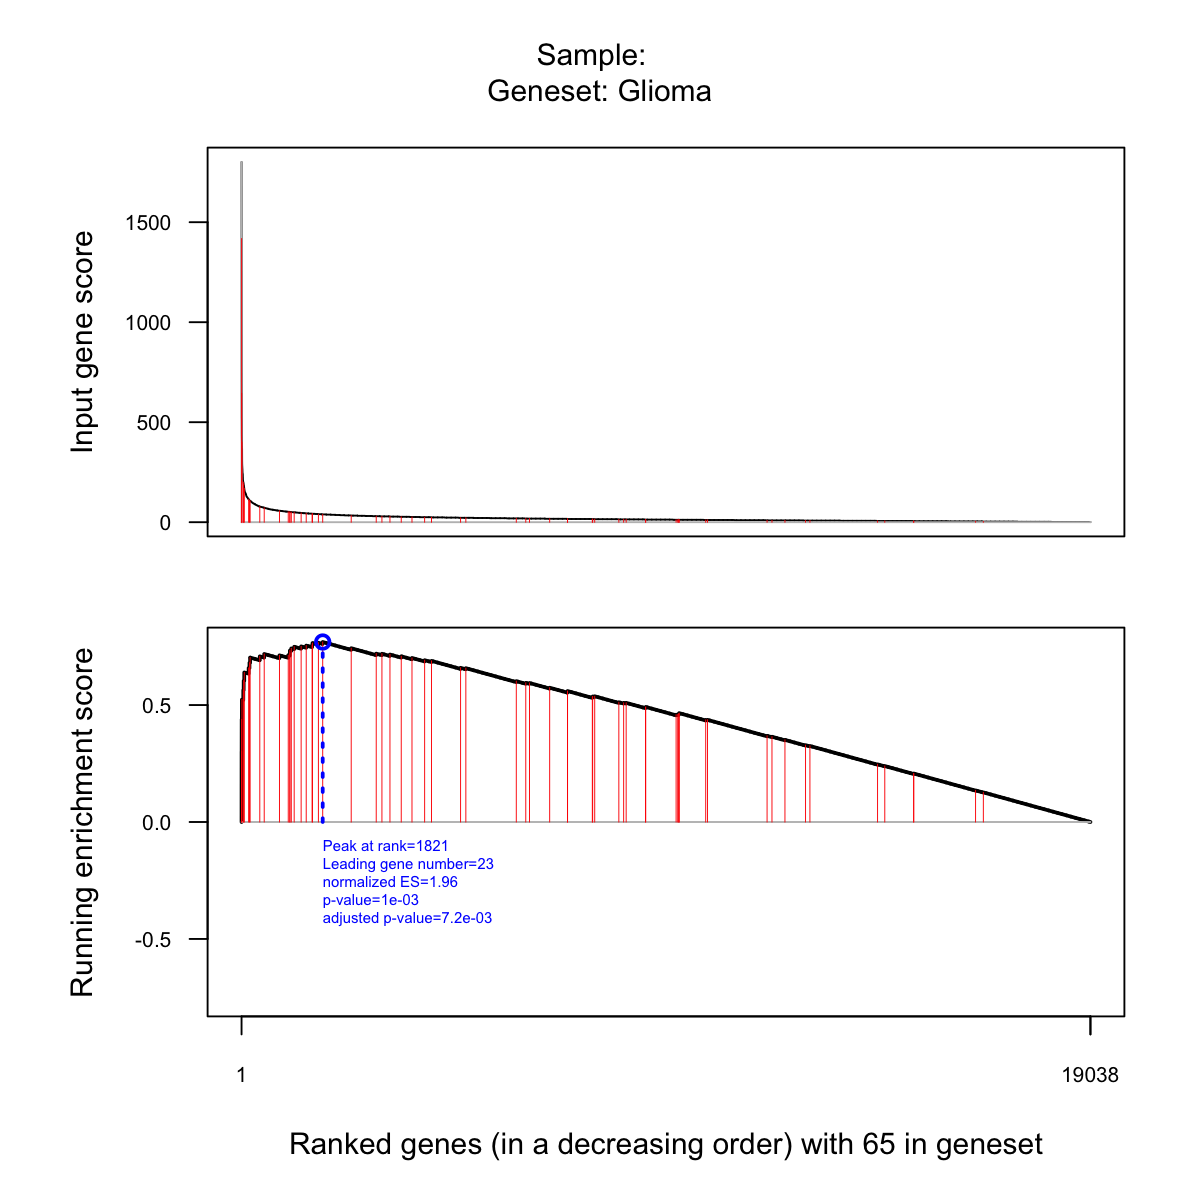 Sample:
Geneset: Glioma
Input gene score
1500
1000
500
0
Running enrichment score
0.5
0.0
-0.5
Peak at rank=1821
Leading gene number=23
normalized ES=1.96
p-value=1e-03
adjusted p-value=7.2e-03
1
19038
Ranked genes (in a decreasing order) with 65 in geneset